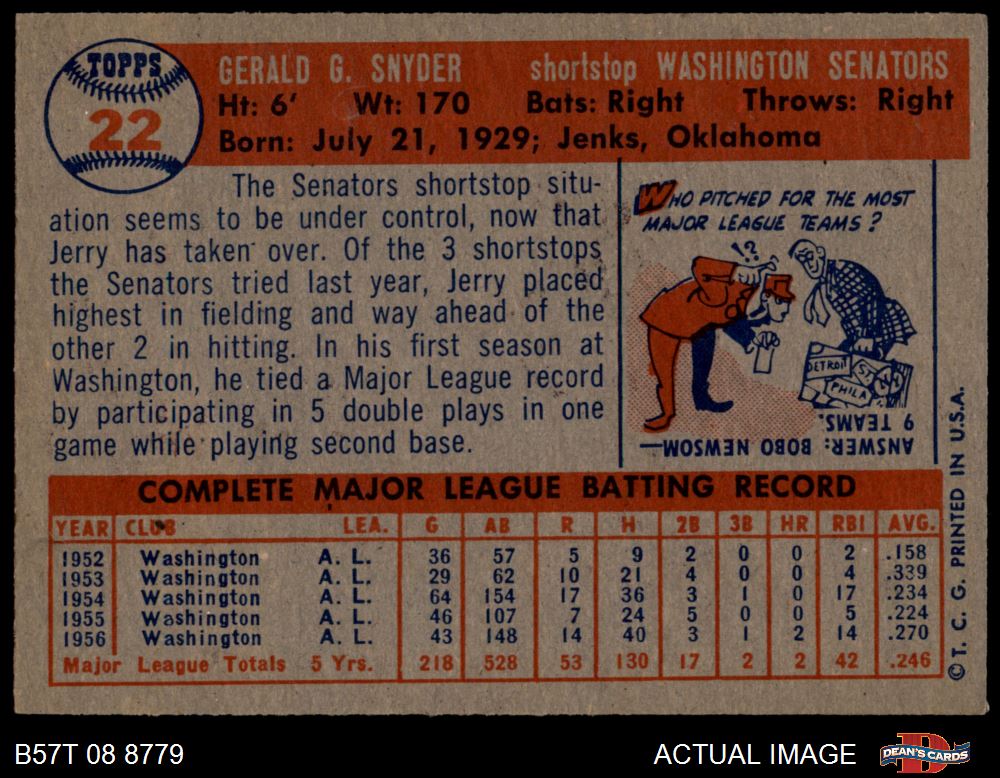 TOPPS
22
GERALD G. SNYDER shortstop WASHINGTON SENATORS
Ht: 6' Wt: 170 Bats: Right Throws: Right
Born: July 21, 1929; Jenks, Oklahoma
The Senators shortstop situ-
ation seems to be under control, now that
Jerry has taken over. Of the 3 shortstops
the Senators tried last year, Jerry placed
highest in fielding and way ahead of the
other 2 in hitting. In his first season at
Washington, he tied a Major League record
by participating in 5 double plays in one
game while playing second base.
WHO PITCHED FOR THE MOST
MAJOR LEAGUE TEAMS?
!?
DETROIT
PHILA
ANSWER: BOBO NEWSOM—
9 TEAMS.
COMPLETE MAJOR LEAGUE BATTING RECORD
YEAR CLUB LEA. G AB R H 2B 3B HR RBI AVG.
1952 Washington A. L. 36 57 5 9 2 0 0 2 .158
1953 Washington A. L. 29 62 10 21 4 0 0 4 .339
1954 Washington A. L. 64 154 17 36 3 1 0 17 .234
1955 Washington A. L. 46 107 7 24 5 0 0 5 .224
1956 Washington A. L. 43 148 14 40 3 1 2 14 .270
Major League Totals 5 Yrs. 218 528 53 130 17 2 2 42 .246
© T. C. G. PRINTED IN U.S.A.
B57T 08 8779
ACTUAL IMAGE
DEAN'S CARDS